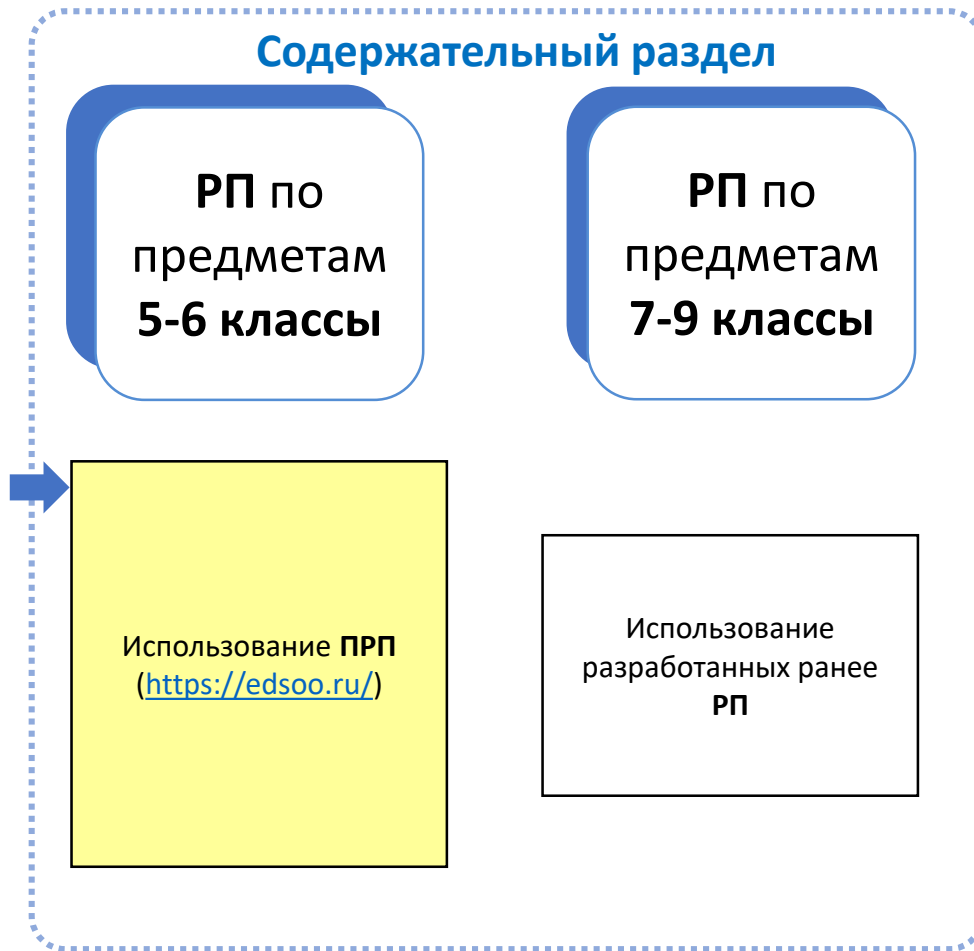 Содержательный раздел
РП по
предметам
5-6 классы
РП по
предметам
7-9 классы
Использование ПРП
(https://edsoo.ru/)
Использование
разработанных ранее
РП